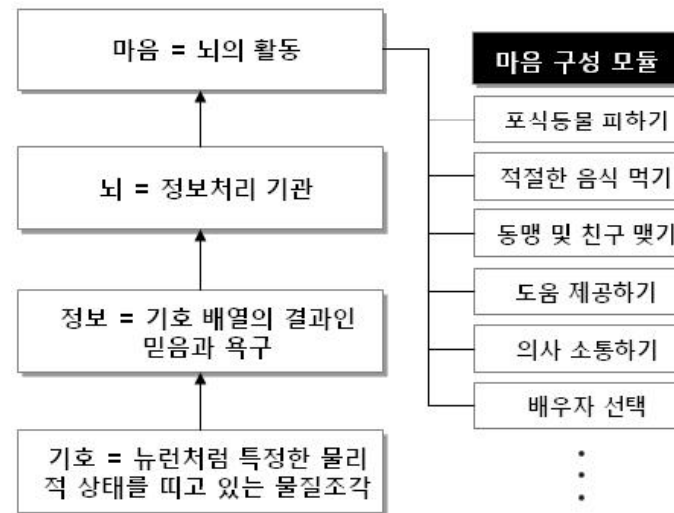 마음 = 뇌의 활동
뇌 = 정보처리 기관
정보 = 기호 배열의 결과인
믿음과 욕구
기호 = 뉴런처럼 특정한 물리
적 상태를 띠고 있는 물질조각
마음 구성 모듈
포식동물 피하기
적절한 음식 먹기
동맹 및 친구 맺기
도움 제공하기
의사 소통하기
배우자 선택